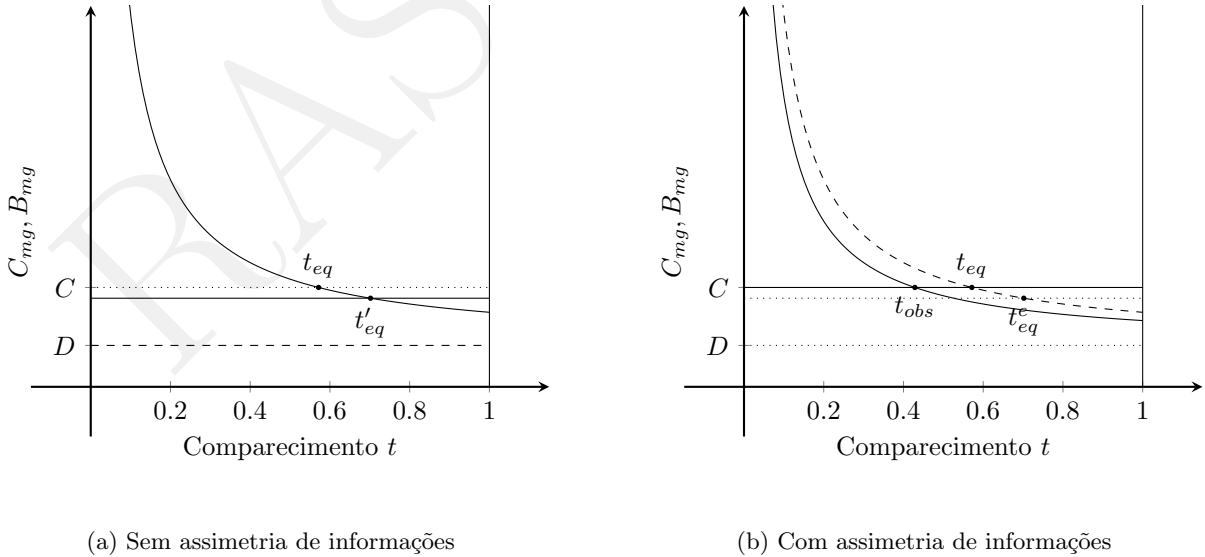 C_{mg}, B_{mg}
t_{eq}
C
t'_{eq}
D
0.2 0.4 0.6 0.8 1
Comparecimento t
(a) Sem assimetria de informações
C_{mg}, B_{mg}
t_{eq}
C
t_{obs}
t^e_{eq}
D
0.2 0.4 0.6 0.8 1
Comparecimento t
(b) Com assimetria de informações
RAS